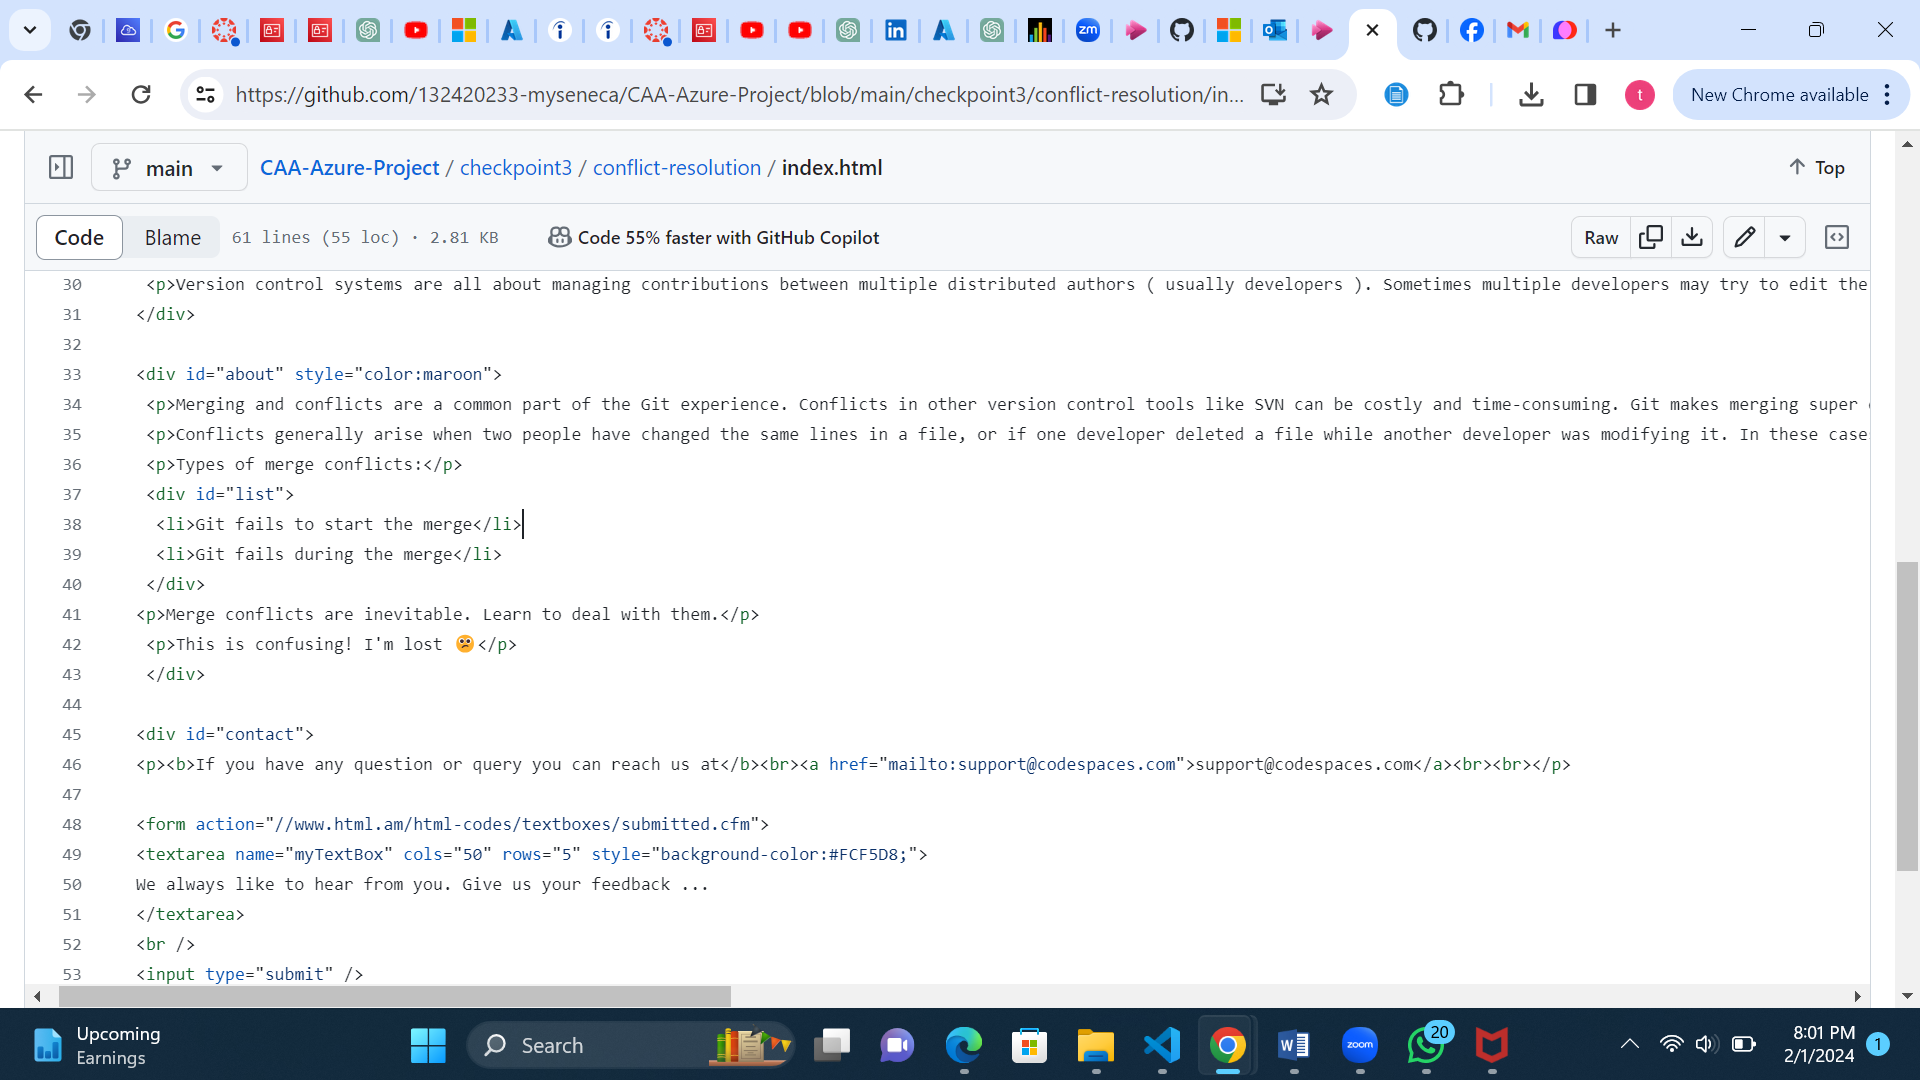 https://github.com/132420233-myseneca/CAA-Azure-Project/blob/main/checkpoint3/conflict-resolution/in...
t
New Chrome available
main
CAA-Azure-Project / checkpoint3 / conflict-resolution / index.html
Top
Code
Blame
61 lines (55 loc) · 2.81 KB
Code 55% faster with GitHub Copilot
Raw
30 <p>Version control systems are all about managing contributions between multiple distributed authors ( usually developers ). Sometimes multiple developers may try to edit the
31 </div>
32
33 <div id="about" style="color:maroon">
34 <p>Merging and conflicts are a common part of the Git experience. Conflicts in other version control tools like SVN can be costly and time-consuming. Git makes merging super
35 <p>Conflicts generally arise when two people have changed the same lines in a file, or if one developer deleted a file while another developer was modifying it. In these case
36 <p>Types of merge conflicts:</p>
37 <div id="list">
38 <li>Git fails to start the merge</li>
39 <li>Git fails during the merge</li>
40 </div>
41 <p>Merge conflicts are inevitable. Learn to deal with them.</p>
42 <p>This is confusing! I'm lost 😕</p>
43 </div>
44
45 <div id="contact">
46 <p><b>If you have any question or query you can reach us at</b><br><a href="mailto:support@codespaces.com">support@codespaces.com</a><br><br></p>
47
48 <form action="//www.html.am/html-codes/textboxes/submitted.cfm">
49 <textarea name="myTextBox" cols="50" rows="5" style="background-color:#FCF5D8;">
50 We always like to hear from you. Give us your feedback ...
51 </textarea>
52 <br />
53 <input type="submit" />
Upcoming
Earnings
Search
zoom
20
8:01 PM
2/1/2024
1